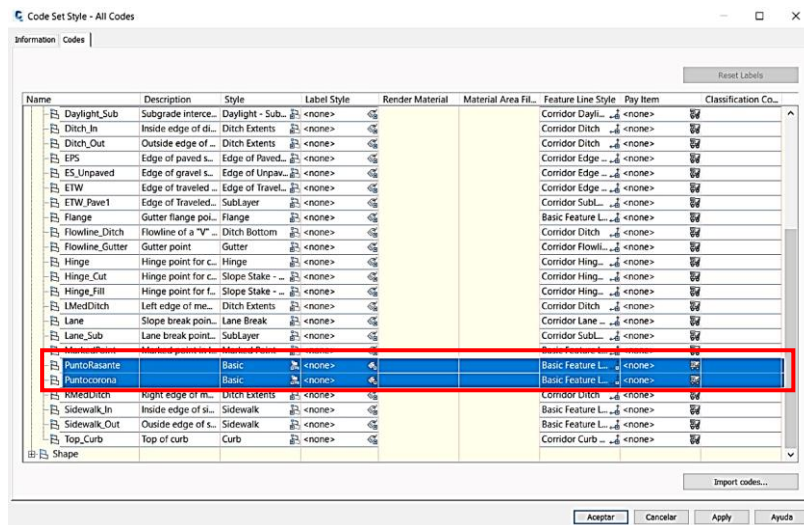 Code Set Style - All Codes
Information Codes
Reset Labels
Name Description Style Label Style Render Material Material Area Fil... Feature Line Style Pay Item Classification Co...
Daylight_Sub Subgrade interce... Daylight - Sub... <none> Corridor Dayli... <none>
Ditch_In Inside edge of di... Ditch Extents <none> Corridor Ditch <none>
Ditch_Out Outside edge of ... Ditch Extents <none> Corridor Ditch <none>
EPS Edge of paved s... Edge of Paved... <none> Corridor Edge ... <none>
ES_Unpaved Edge of gravel s... Edge of Unpav... <none> Corridor Edge ... <none>
ETW Edge of traveled ... Edge of Travel... <none> Corridor Edge ... <none>
ETW_Pave1 Edge of Traveled... SubLayer <none> Corridor SubL... <none>
Flange Gutter flange poi... Flange <none> Basic Feature L... <none>
Flowline_Ditch Flowline of a "V" ... Ditch Bottom <none> Corridor Ditch <none>
Flowline_Gutter Gutter point Gutter <none> Corridor Flowli... <none>
Hinge Hinge point for c... Hinge <none> Corridor Hing... <none>
Hinge_Cut Hinge point for c... Slope Stake - ... <none> Corridor Hing... <none>
Hinge_Fill Hinge point for f... Slope Stake - ... <none> Corridor Hing... <none>
LMedDitch Left edge of me... Ditch Extents <none> Corridor Ditch <none>
Lane Slope break poin... Lane Break <none> Corridor Lane ... <none>
Lane_Sub Lane break point... SubLayer <none> Corridor SubL... <none>
PuntoRasante Basic <none> Basic Feature L... <none>
Puntocorona Basic <none> Basic Feature L... <none>
RMedDitch Right edge of m... Ditch Extents <none> Corridor Ditch <none>
Sidewalk_In Inside edge of si... Sidewalk <none> Basic Feature L... <none>
Sidewalk_Out Ouside edge of s... Sidewalk <none> Basic Feature L... <none>
Top_Curb Top of curb Curb <none> Corridor Curb ... <none>
Shape
Import codes...
Aceptar Cancelar Apply Ayuda